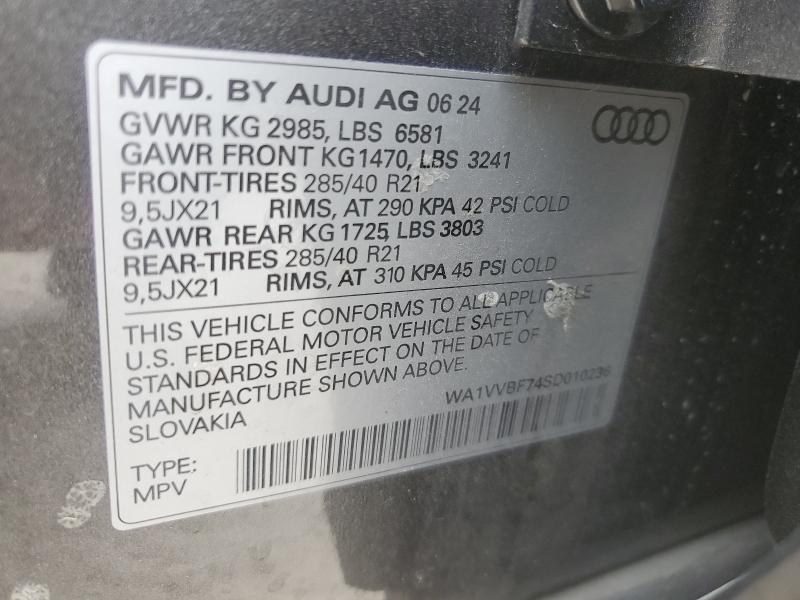 MFD. BY AUDI AG 06 24
GVWR KG 2985, LBS 6581
GAWR FRONT KG1470, LBS 3241
FRONT-TIRES 285/40 R21
9,5JX21 RIMS, AT 290 KPA 42 PSI COLD
GAWR REAR KG 1725, LBS 3803
REAR-TIRES 285/40 R21
9,5JX21 RIMS, AT 310 KPA 45 PSI COLD
THIS VEHICLE CONFORMS TO ALL APPLICABLE
U.S. FEDERAL MOTOR VEHICLE SAFETY
STANDARDS IN EFFECT ON THE DATE OF
MANUFACTURE SHOWN ABOVE.
SLOVAKIA WA1VVBF74SD010236
TYPE:
MPV